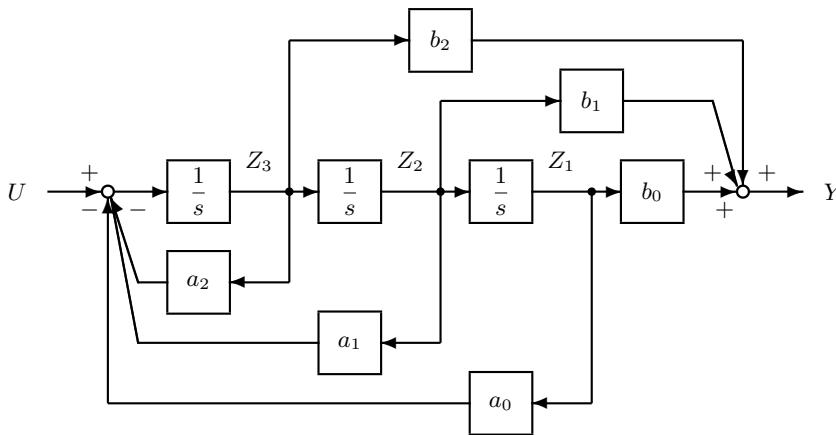 b₂
b₁
Z₃ Z₂ Z₁
+ + +
U 1/s 1/s 1/s b₀ Y
− − +
a₂
a₁
a₀